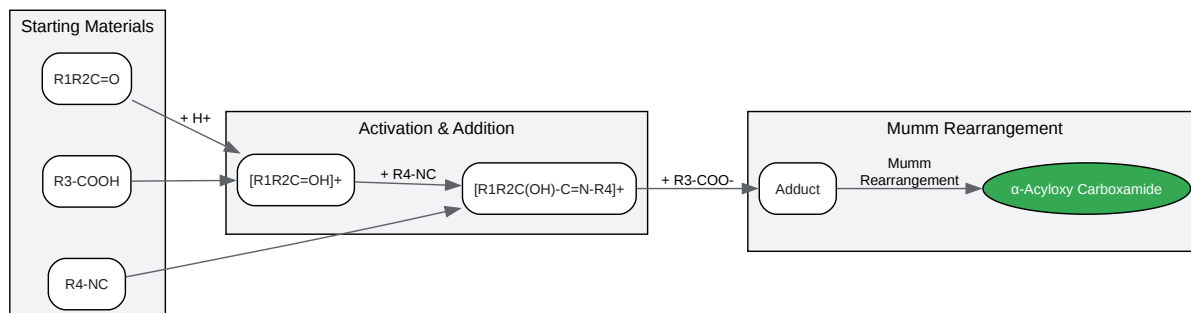 Starting Materials
R1R2C=O
R3-COOH
R4-NC
+ H+
Activation & Addition
[R1R2C=OH]+
+ R4-NC
[R1R2C(OH)-C=N-R4]+
+ R3-COO-
Mumm Rearrangement
Adduct
Mumm
Rearrangement
α-Acyloxy Carboxamide